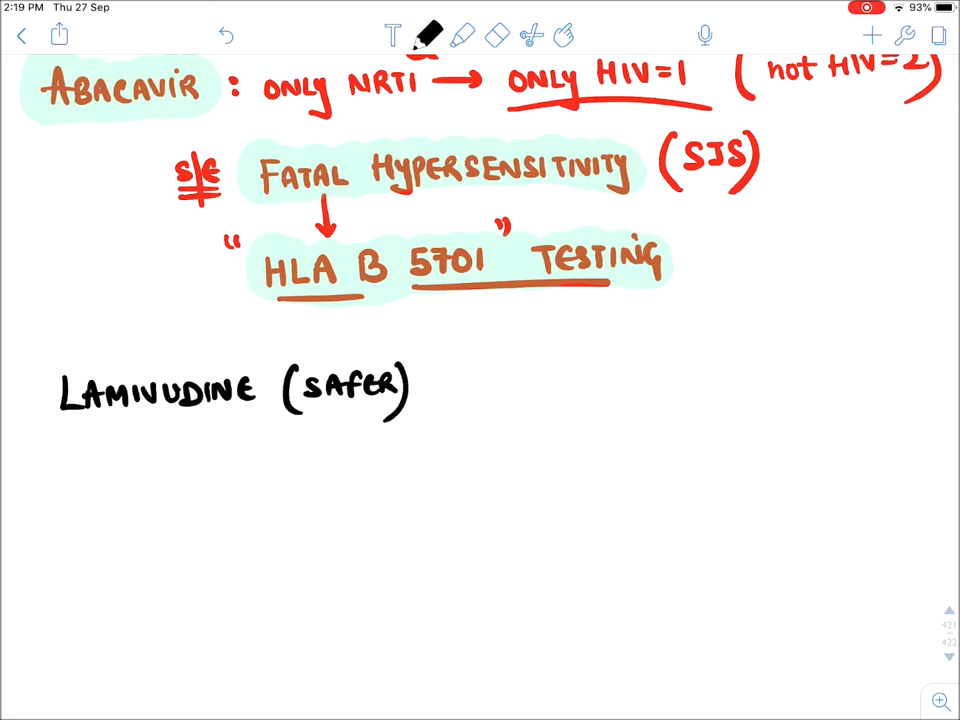 2:19 PM Thu 27 Sep 93%
T
ABACAVIR : ONLY NRTI → ONLY HIV=1 (not HIV=2)
S/E FATAL HYPERSENSITIVITY (SJS)
↓
"HLA B 5701" TESTING
LAMIVUDINE (SAFER)
421
422